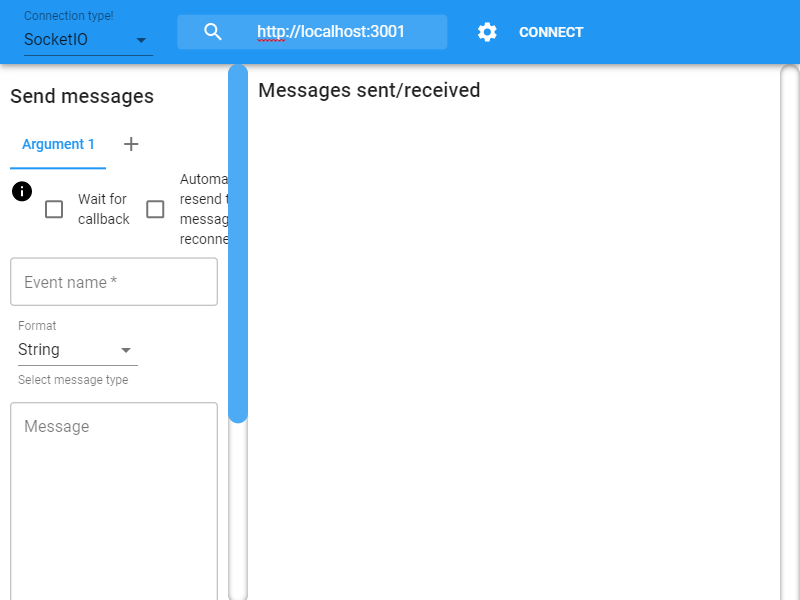 Connection type!
SocketIO
http://localhost:3001
CONNECT
Send messages
Argument 1
Wait for
callback
Automa
resend t
messag
reconne
Event name *
Format
String
Select message type
Message
Messages sent/received